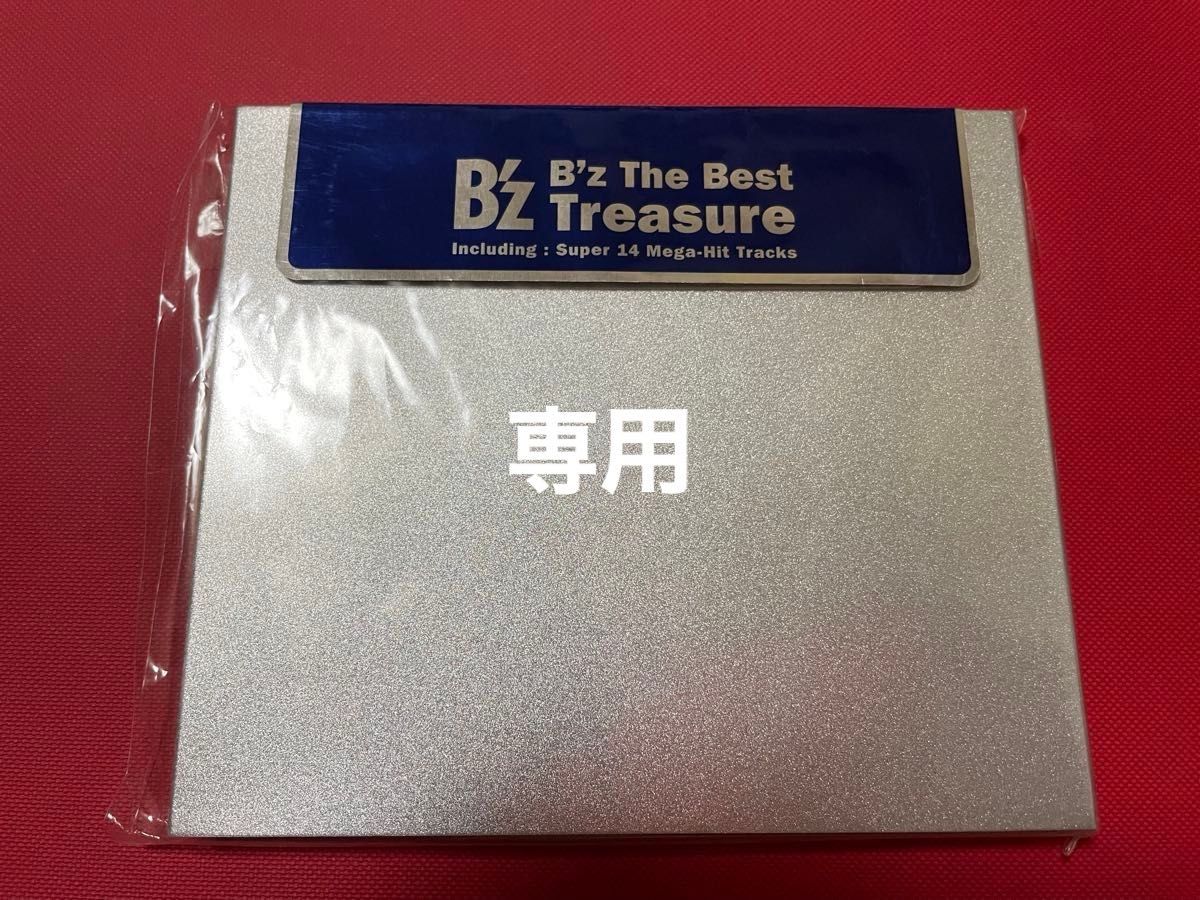 B'z
B'z The Best
Treasure
Including : Super 14 Mega-Hit Tracks
専用